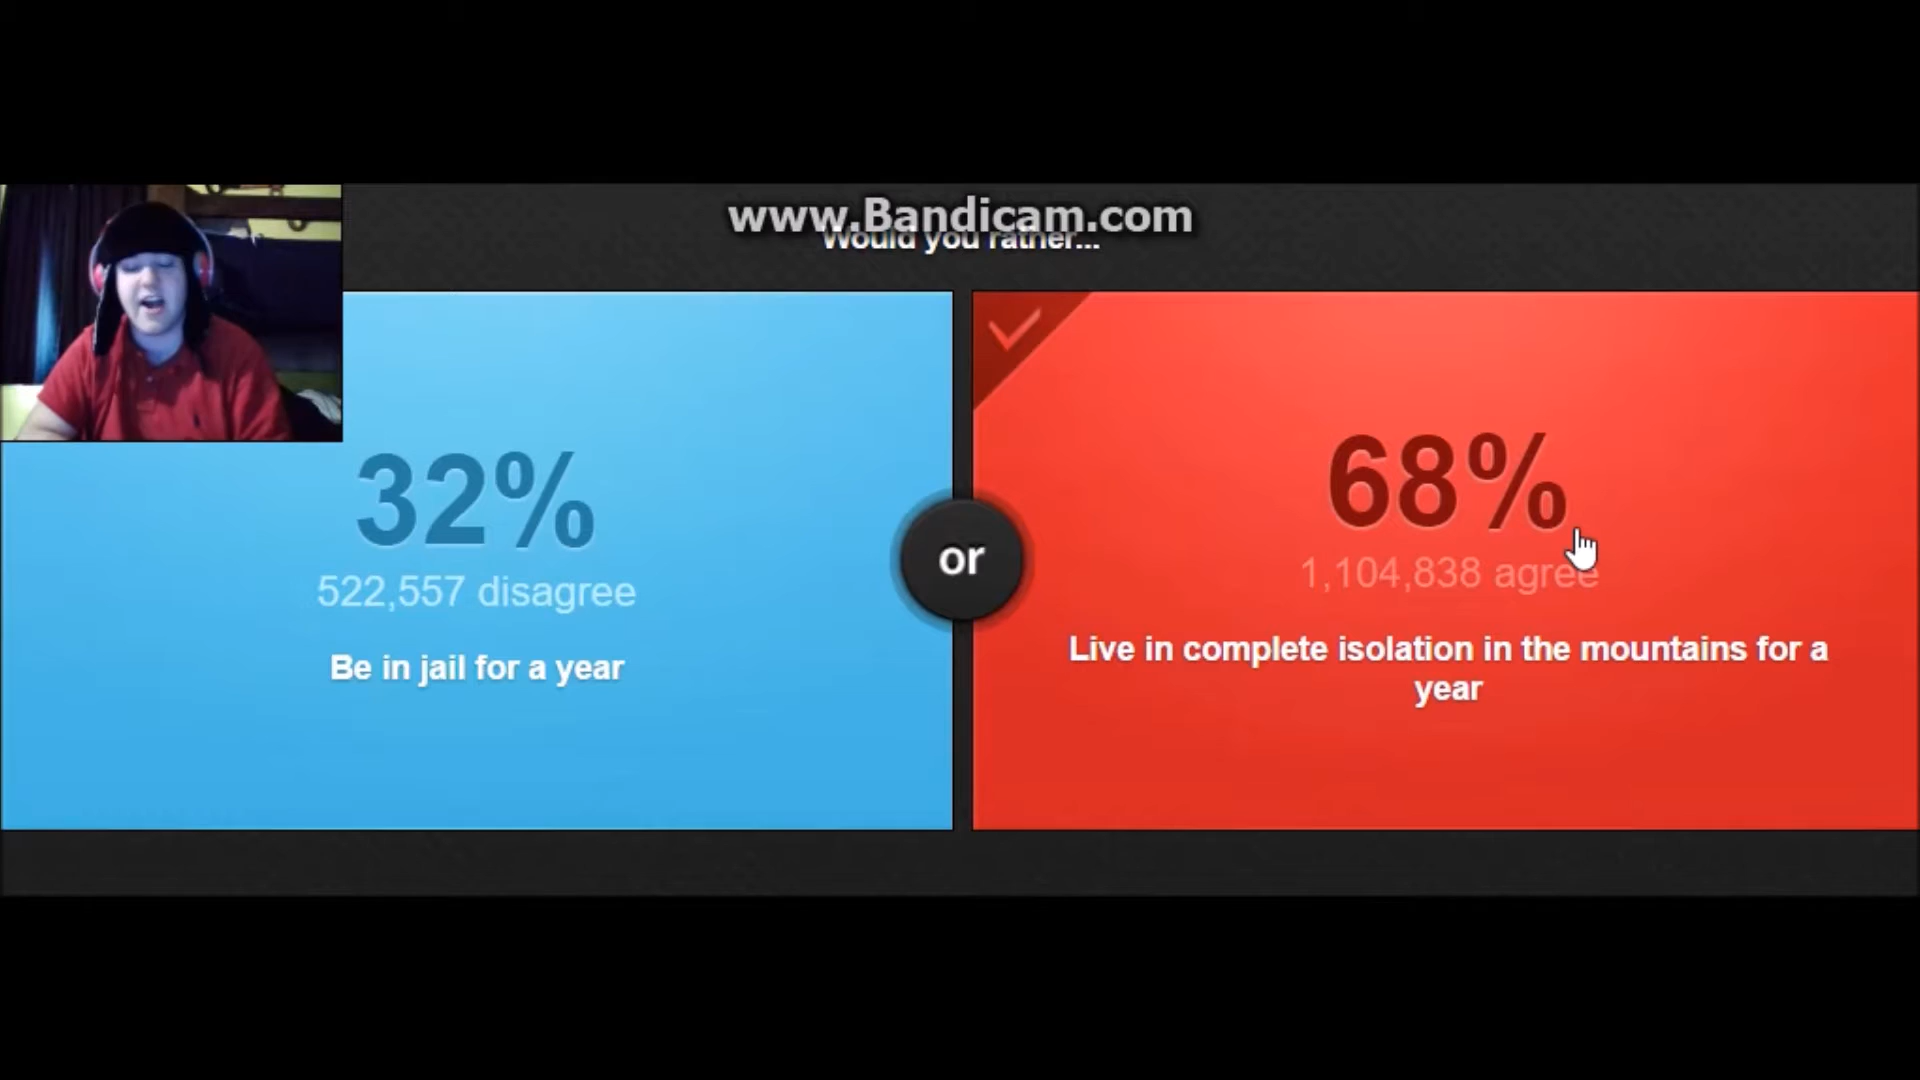 www.Bandicam.com
Would you rather...
32%
522,557 disagree
Be in jail for a year
or
68%
1,104,838 agree
Live in complete isolation in the mountains for a
year